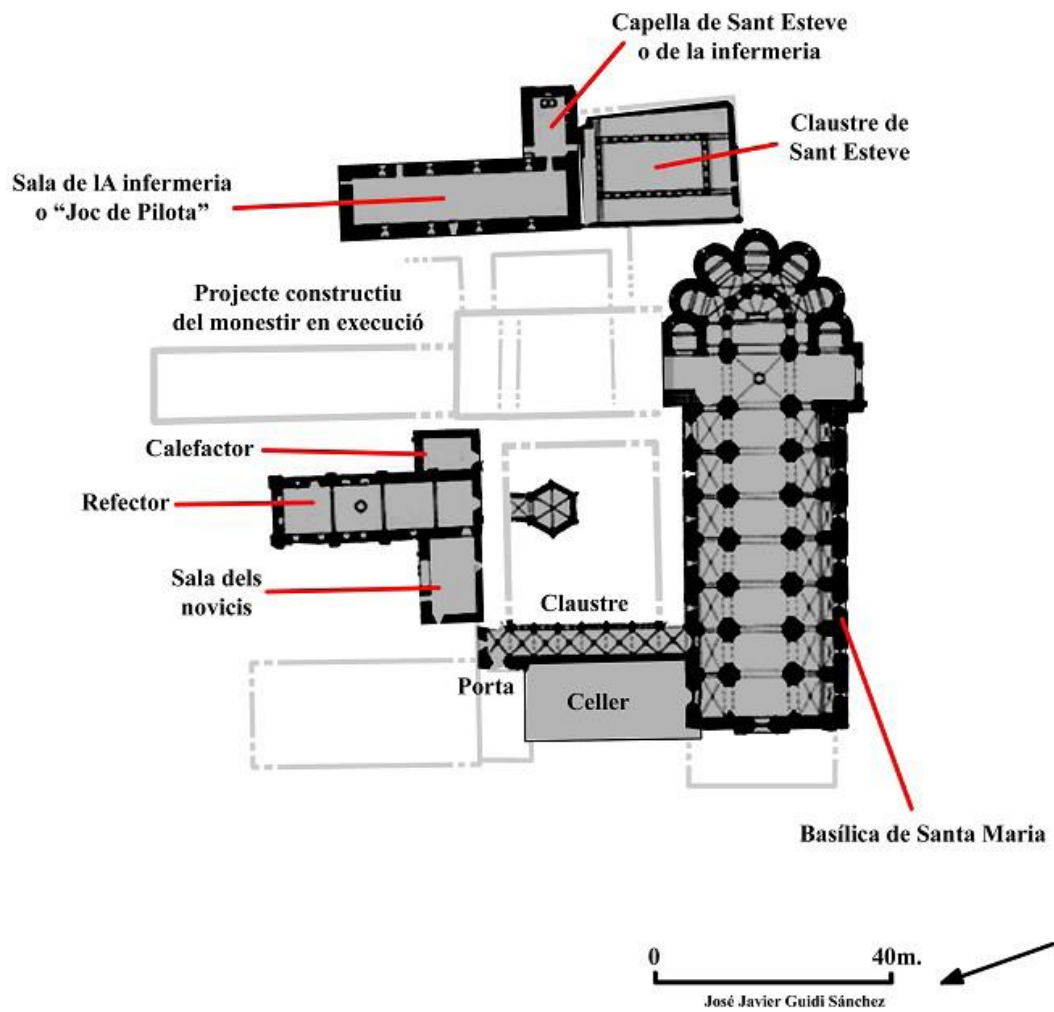 Capella de Sant Esteve
o de la infermeria
Claustre de
Sant Esteve
Sala de lA infermeria
o “Joc de Pilota”
Projecte constructiu
del monestir en execució
Calefactor
Refector
Sala dels
novicis
Claustre
Porta
Celler
Basílica de Santa Maria
0
40m.
José Javier Guidi Sánchez